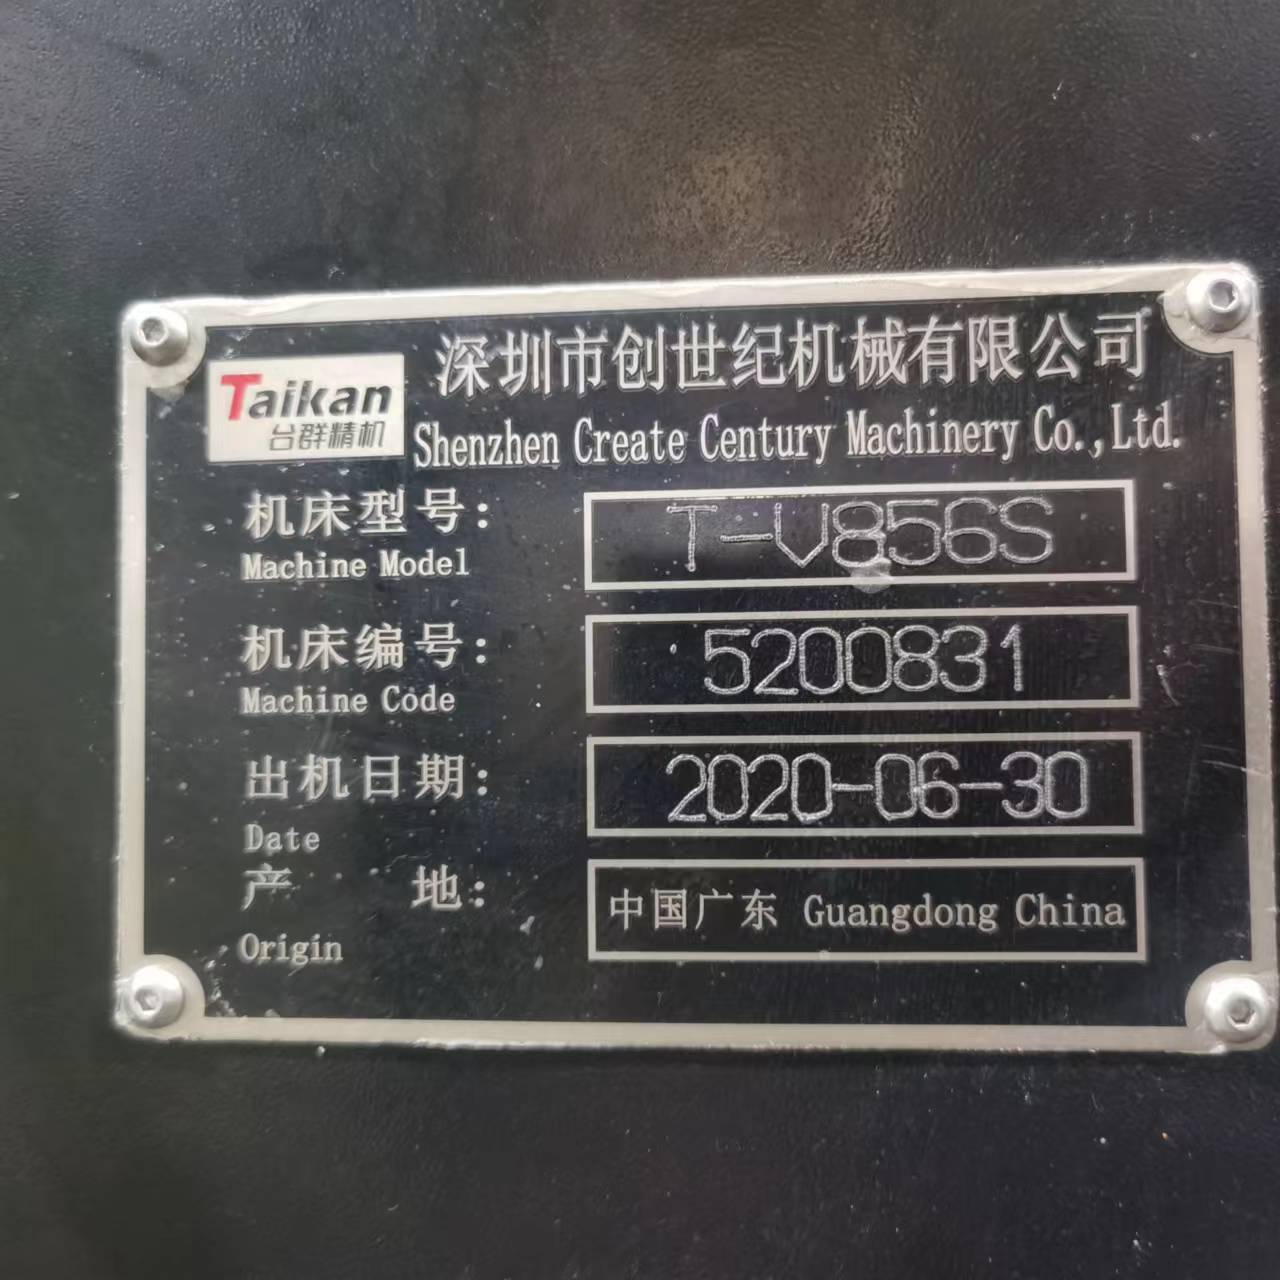 Taikan
台群精机
深圳市创世纪机械有限公司
Shenzhen Create Century Machinery Co.,Ltd.
机床型号: T-V856S
Machine Model
机床编号: 5200831
Machine Code
出机日期: 2020-06-30
Date
产 地: 中国广东 Guangdong China
Origin